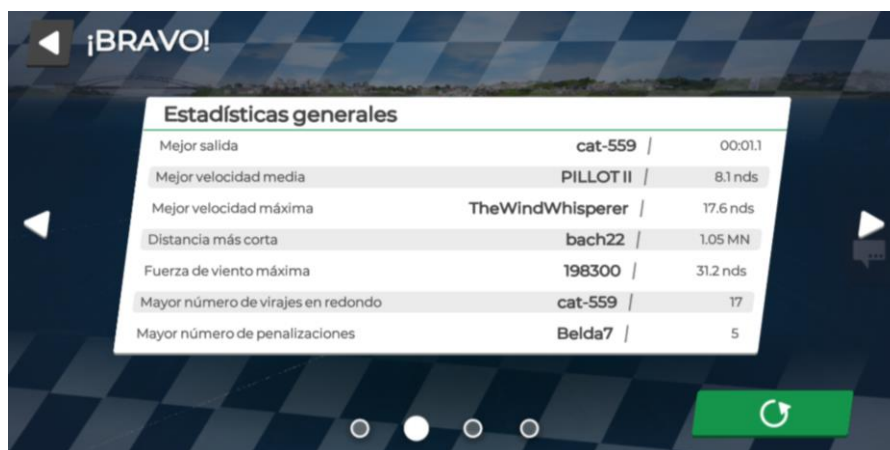 ¡BRAVO!
Estadísticas generales
Mejor salida cat-559 | 00:01.1
Mejor velocidad media PILLOT II | 8.1 nds
Mejor velocidad máxima TheWindWhisperer | 17.6 nds
Distancia más corta bach22 | 1.05 MN
Fuerza de viento máxima 198300 | 31.2 nds
Mayor número de virajes en redondo cat-559 | 17
Mayor número de penalizaciones Belda7 | 5